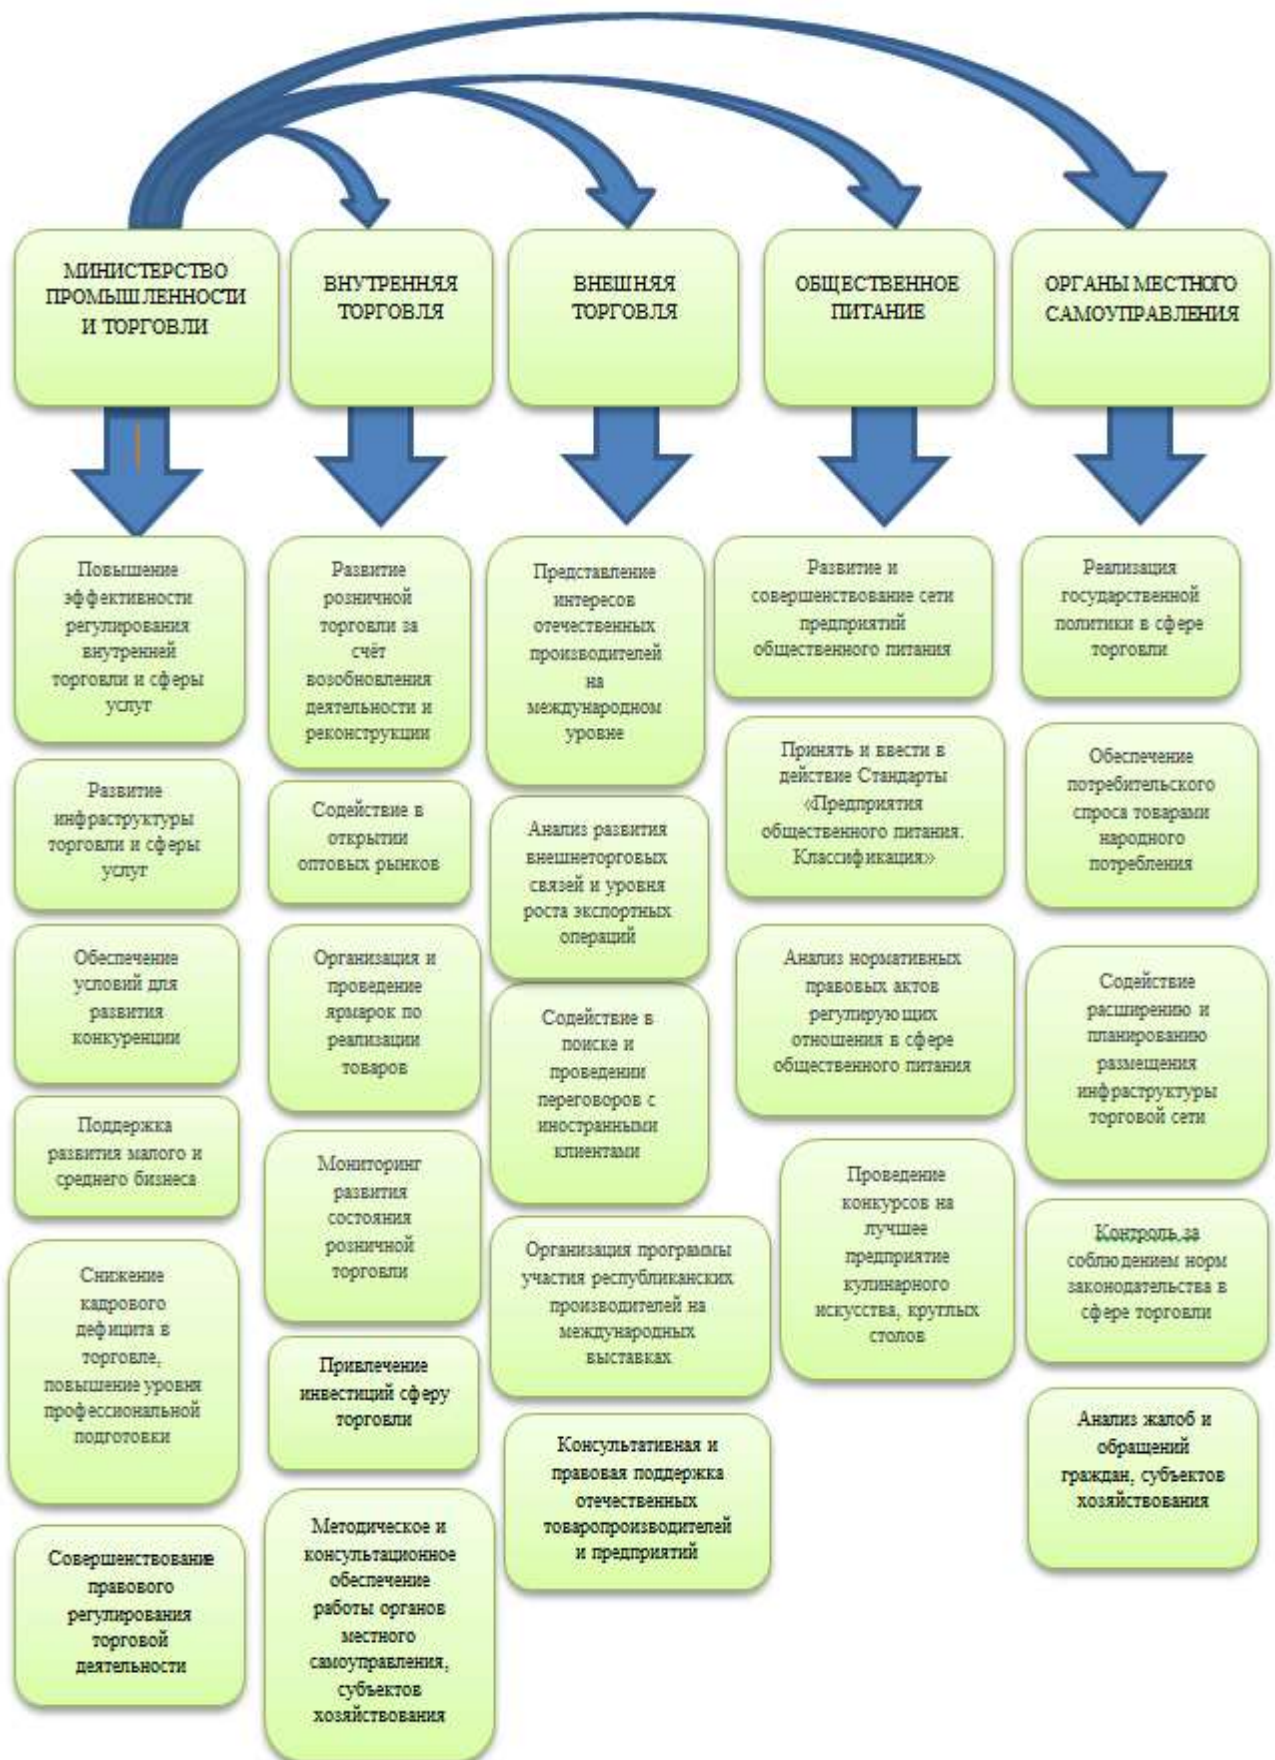 МИНИСТЕРСТВО
ПРОМЫШЛЕННОСТИ
И ТОРГОВЛИ
ВНУТРЕННЯЯ
ТОРГОВЛЯ
ВНЕШНЯЯ
ТОРГОВЛЯ
ОБЩЕСТВЕННОЕ
ПИТАНИЕ
ОРГАНЫ МЕСТНОГО
САМОУПРАВЛЕНИЯ
Повышение
эффективности
регулирования
внутренней
торговли и сферы
услуг
Развитие
инфраструктуры
торговли и сферы
услуг
Обеспечение
условий для
развития
конкуренции
Поддержка
развития малого и
среднего бизнеса
Снижение
кадрового
дефицита в
торговле,
повышение уровня
профессиональной
подготовки
Совершенствование
правового
регулирования
торговой
деятельности
Развитие
розничной
торговли за
счёт
возобновления
деятельности и
реконструкции
Содействие в
открытии
оптовых рынков
Организация и
проведение
ярмарок по
реализации
товаров
Мониторинг
развития
состояния
розничной
торговли
Привлечение
инвестиций сферу
торговли
Методическое и
консультационное
обеспечение
работы органов
местного
самоуправления,
субъектов
хозяйствования
Представление
интересов
отечественных
производителей
на
международном
уровне
Анализ развития
внешнеторговых
связей и уровня
роста экспортных
операций
Содействие в
поиске и
проведении
переговоров с
иностранными
клиентами
Организация программы
участия республиканских
производителей на
международных
выставках
Консультативная и
правовая поддержка
отечественных
товаропроизводителей
и предприятий
Развитие и
совершенствование сети
предприятий
общественного питания
Принять и ввести в
действие Стандарты
«Предприятия
общественного питания.
Классификация»
Анализ нормативных
правовых актов
регулирующих
отношения в сфере
общественного питания
Проведение
конкурсов на
лучшее
предприятие
кулинарного
искусства, круглых
столов
Реализация
государственной
политики в сфере
торговли
Обеспечение
потребительского
спроса товарами
народного
потребления
Содействие
расширению и
планированию
размещения
инфраструктуры
торговой сети
Контроль за
соблюдением норм
законодательства в
сфере торговли
Анализ жалоб и
обращений
граждан, субъектов
хозяйствования